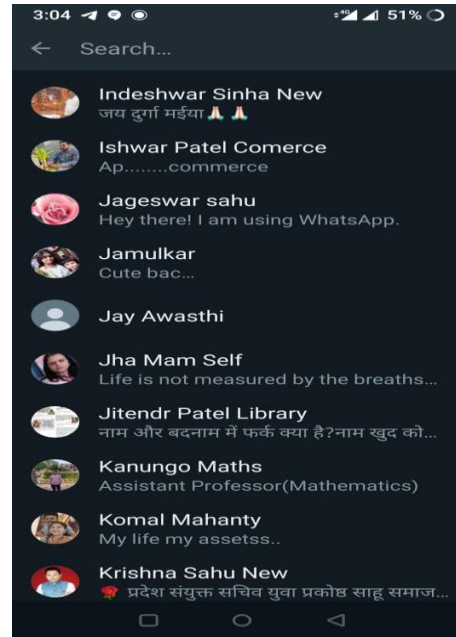 3:04 4G 51%
Search...
Indeshwar Sinha New
जय दुर्गा मईया🙏🏻🙏🏻
Ishwar Patel Comerce
Ap........commerce
Jageswar sahu
Hey there! I am using WhatsApp.
Jamulkar
Cute bac...
Jay Awasthi
Jha Mam Self
Life is not measured by the breaths...
Jitendr Patel Library
नाम और बदनाम में फर्क क्या है?नाम खुद को...
Kanungo Maths
Assistant Professor(Mathematics)
Komal Mahanty
My life my assetss..
Krishna Sahu New
🌹 प्रदेश संयुक्त सचिव युवा प्रकोष्ठ साहू समाज...